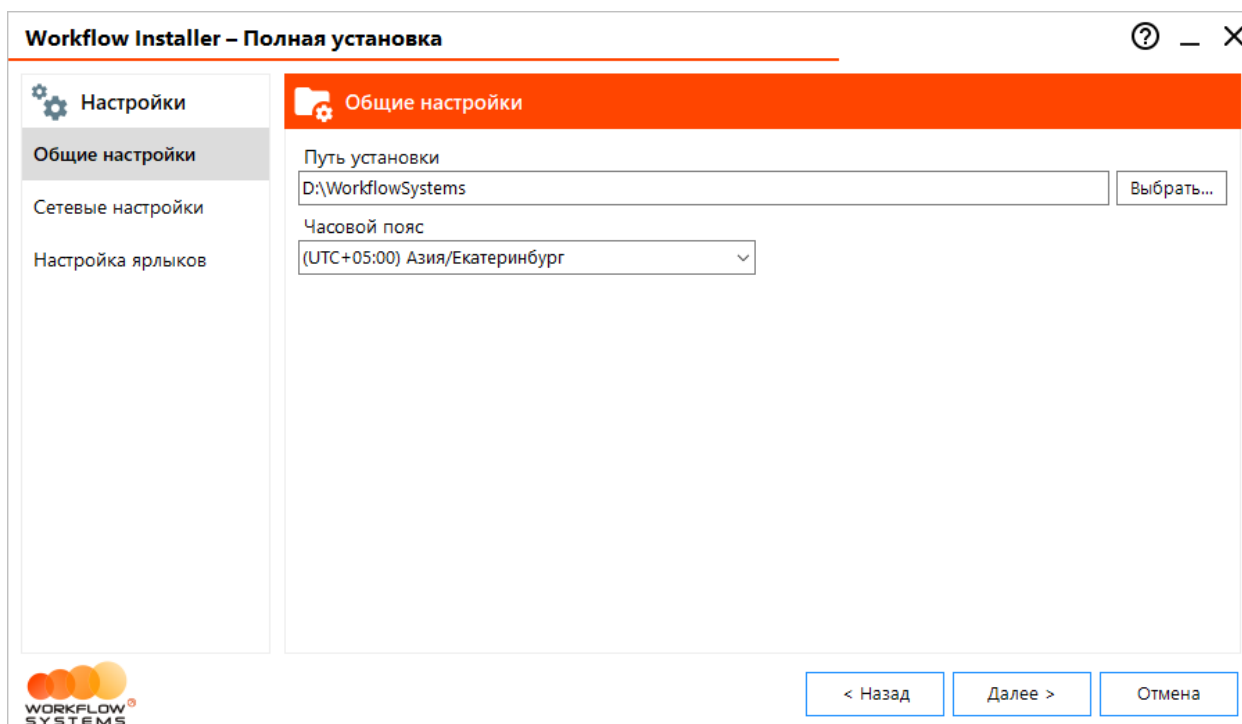 Workflow Installer – Полная установка
Настройки
Общие настройки
Сетевые настройки
Настройка ярлыков
Общие настройки
Путь установки
D:\WorkflowSystems
Выбрать...
Часовой пояс
(UTC+05:00) Азия/Екатеринбург
WORKFLOW®
SYSTEMS
< Назад
Далее >
Отмена